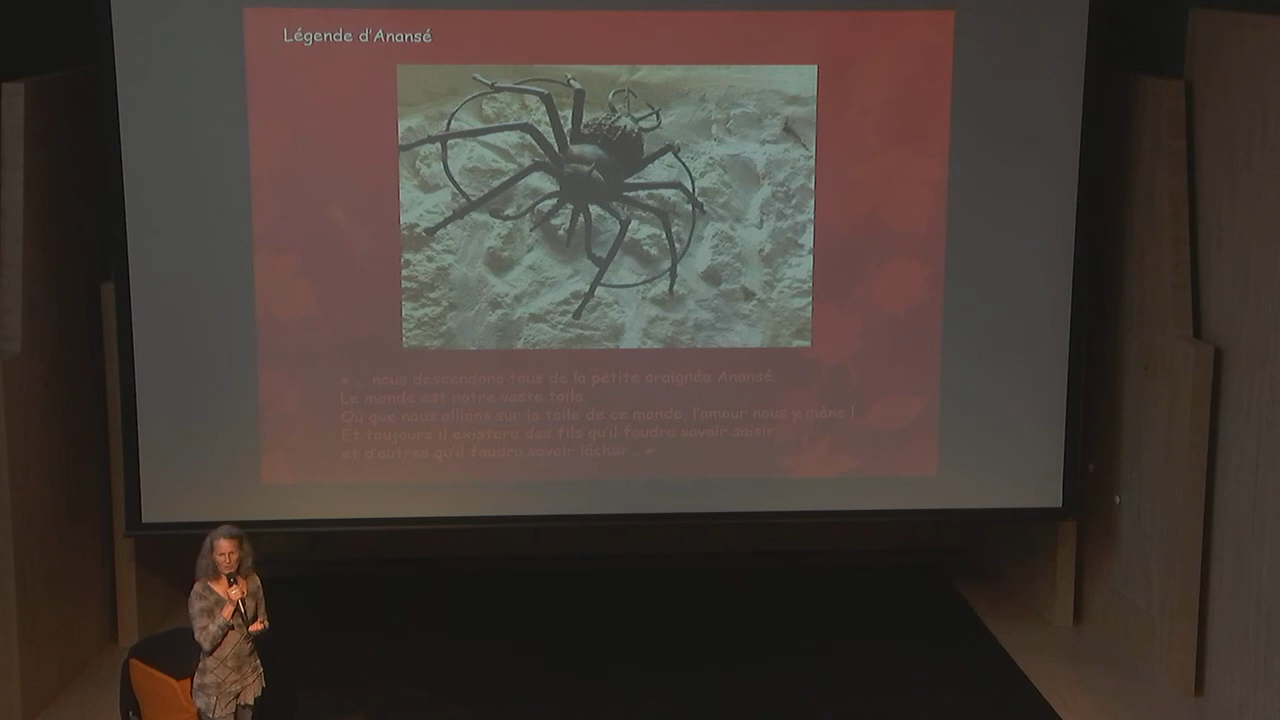 Légende d'Anansé
« ... nous descendons tous de la petite araignée Anansé.
Le monde est notre vaste toile.
Où que nous allions sur la toile de ce monde, l'amour nous y mène !
Et toujours il existera des fils qu'il faudra savoir saisir
et d'autres qu'il faudra savoir lâcher... »